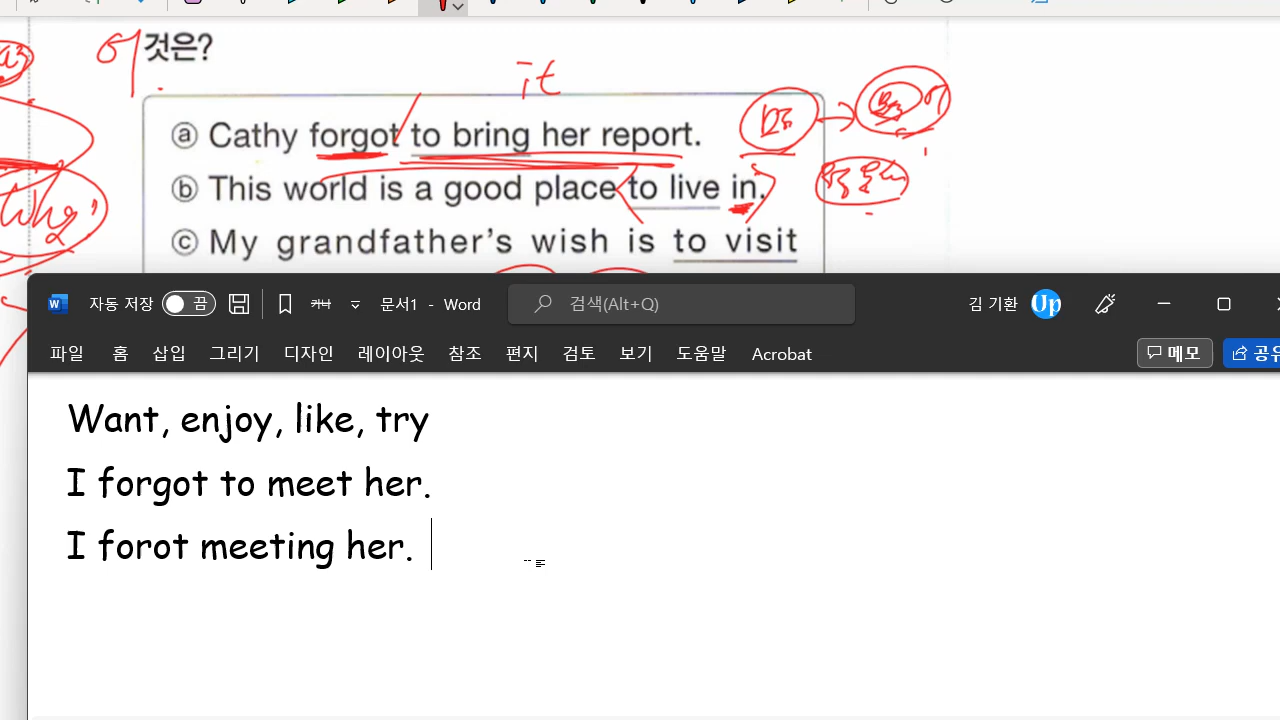 것은?
it
ⓐ Cathy forgot to bring her report.
ⓑ This world is a good place to live in.
ⓒ My grandfather's wish is to visit
자동 저장 끔 문서1 - Word 검색(Alt+Q) 김 기환 Up
파일 홈 삽입 그리기 디자인 레이아웃 참조 편지 검토 보기 도움말 Acrobat 메모 공유
Want, enjoy, like, try
I forgot to meet her.
I forot meeting her.